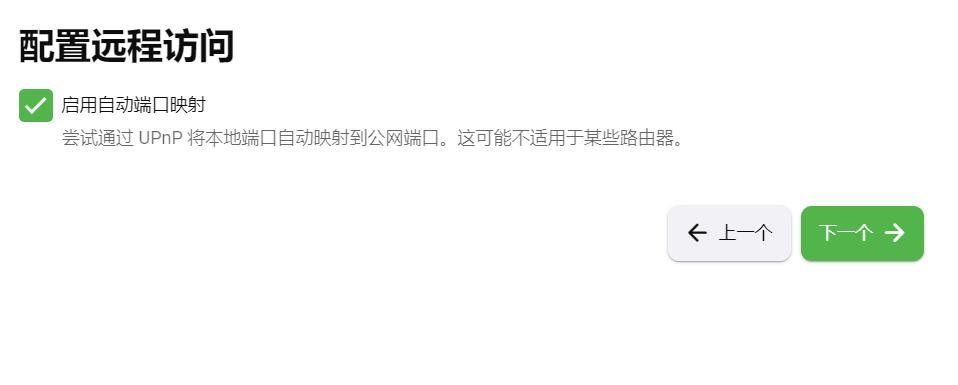 配置远程访问
启用自动端口映射
尝试通过 UPnP 将本地端口自动映射到公网端口。这可能不适用于某些路由器。
上一个
下一个